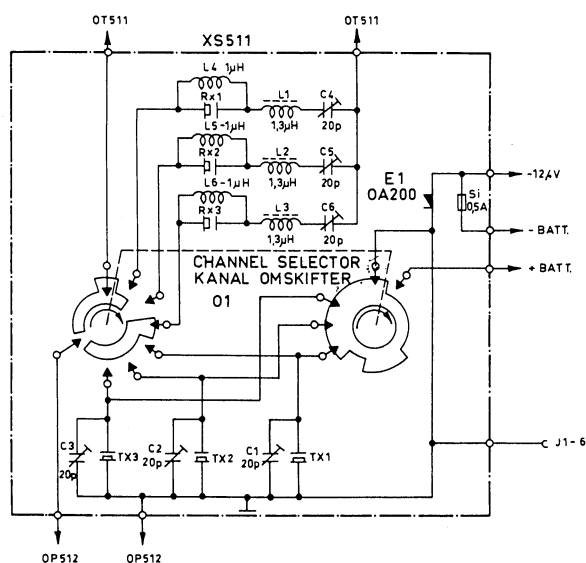 OT511 OT511
XS511
L4 1µH
Rx1 L1 C4
L5-1µH 1,3µH 20p
Rx2 L2 C5
L6-1µH 1,3µH 20p
Rx3 L3 C6
1,3µH 20p
E1
OA200
Si
0,5A
-12,4V
- BATT.
+ BATT.
CHANNEL SELECTOR
KANAL OMSKIFTER
01
C3
20p
TX3
C2
20p
TX2
C1
20p
TX1
J1-6
OP512 OP512